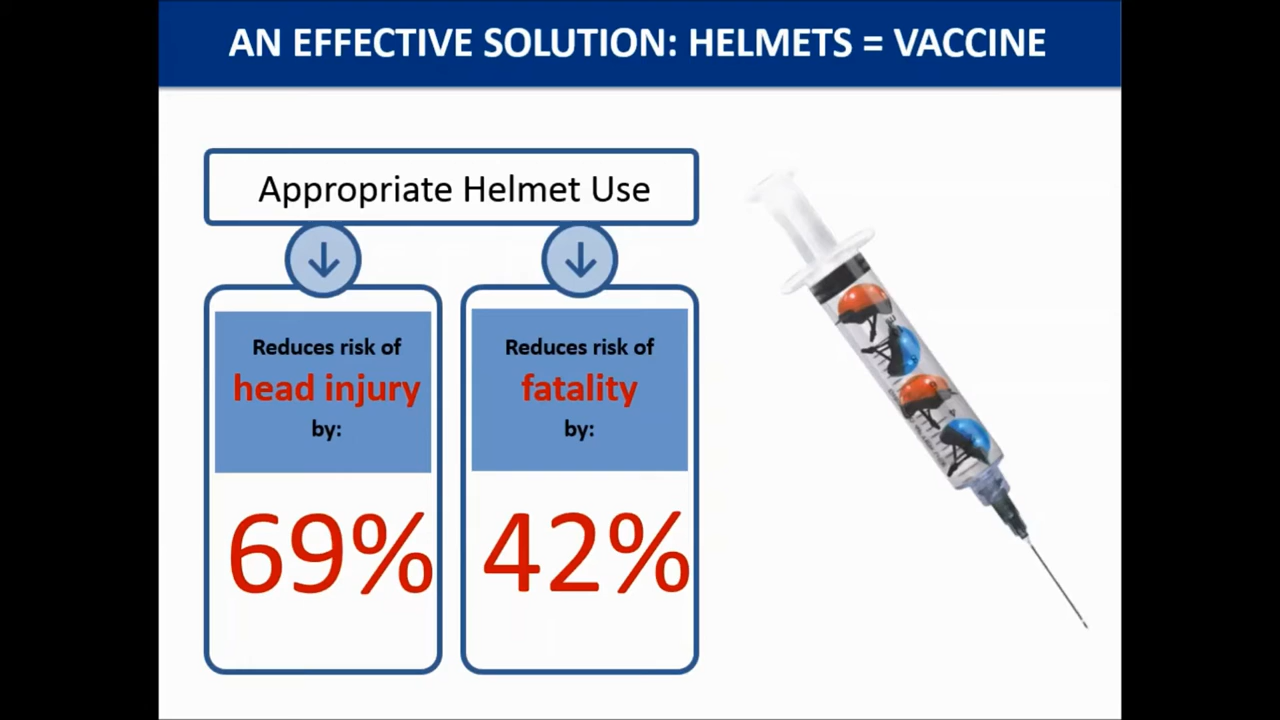 AN EFFECTIVE SOLUTION: HELMETS = VACCINE
Appropriate Helmet Use
Reduces risk of
head injury
by:
69%
Reduces risk of
fatality
by:
42%